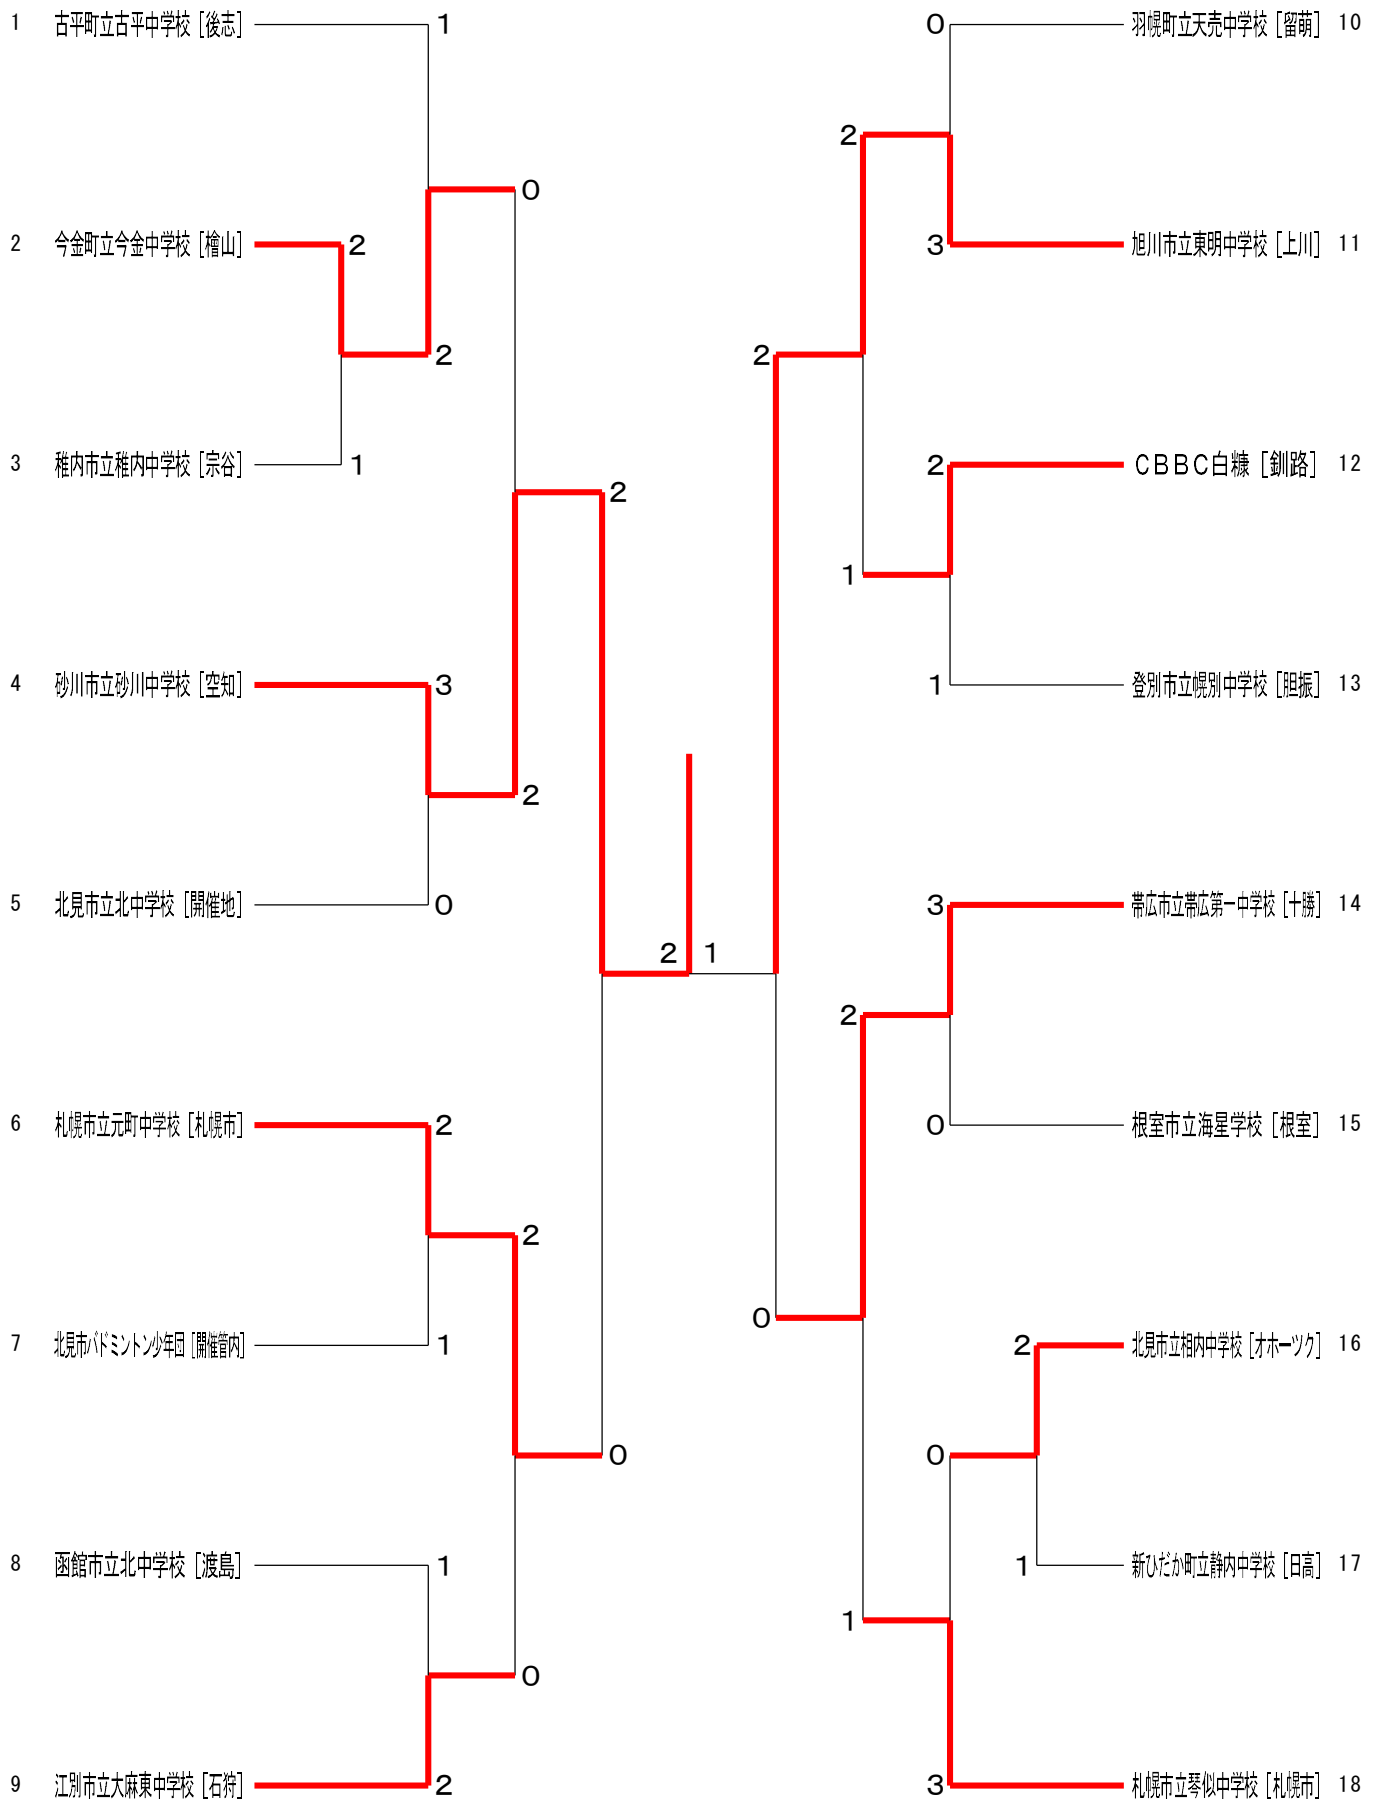 1 古平町立古平中学校 [後志] 1
0
2 今金町立今金中学校 [檜山] 2
2
3 稚内市立稚内中学校 [宗谷] 1
2
4 砂川市立砂川中学校 [空知] 3
2
5 北見市立北中学校 [開催地] 0
2 1
6 札幌市立元町中学校 [札幌市] 2
2
7 北見市バドミントン少年団 [開催管内] 1
0
8 函館市立北中学校 [渡島] 1
0
9 江別市立大麻東中学校 [石狩] 2
0 羽幌町立天売中学校 [留萌] 10
2
3 旭川市立東明中学校 [上川] 11
2
2 CBBC白糠 [釧路] 12
1
1 登別市立幌別中学校 [胆振] 13
3 帯広市立帯広第一中学校 [十勝] 14
2
0 根室市立海星学校 [根室] 15
0
2 北見市立相内中学校 [オホーツク] 16
0
1 新ひだか町立静内中学校 [日高] 17
1
3 札幌市立琴似中学校 [札幌市] 18